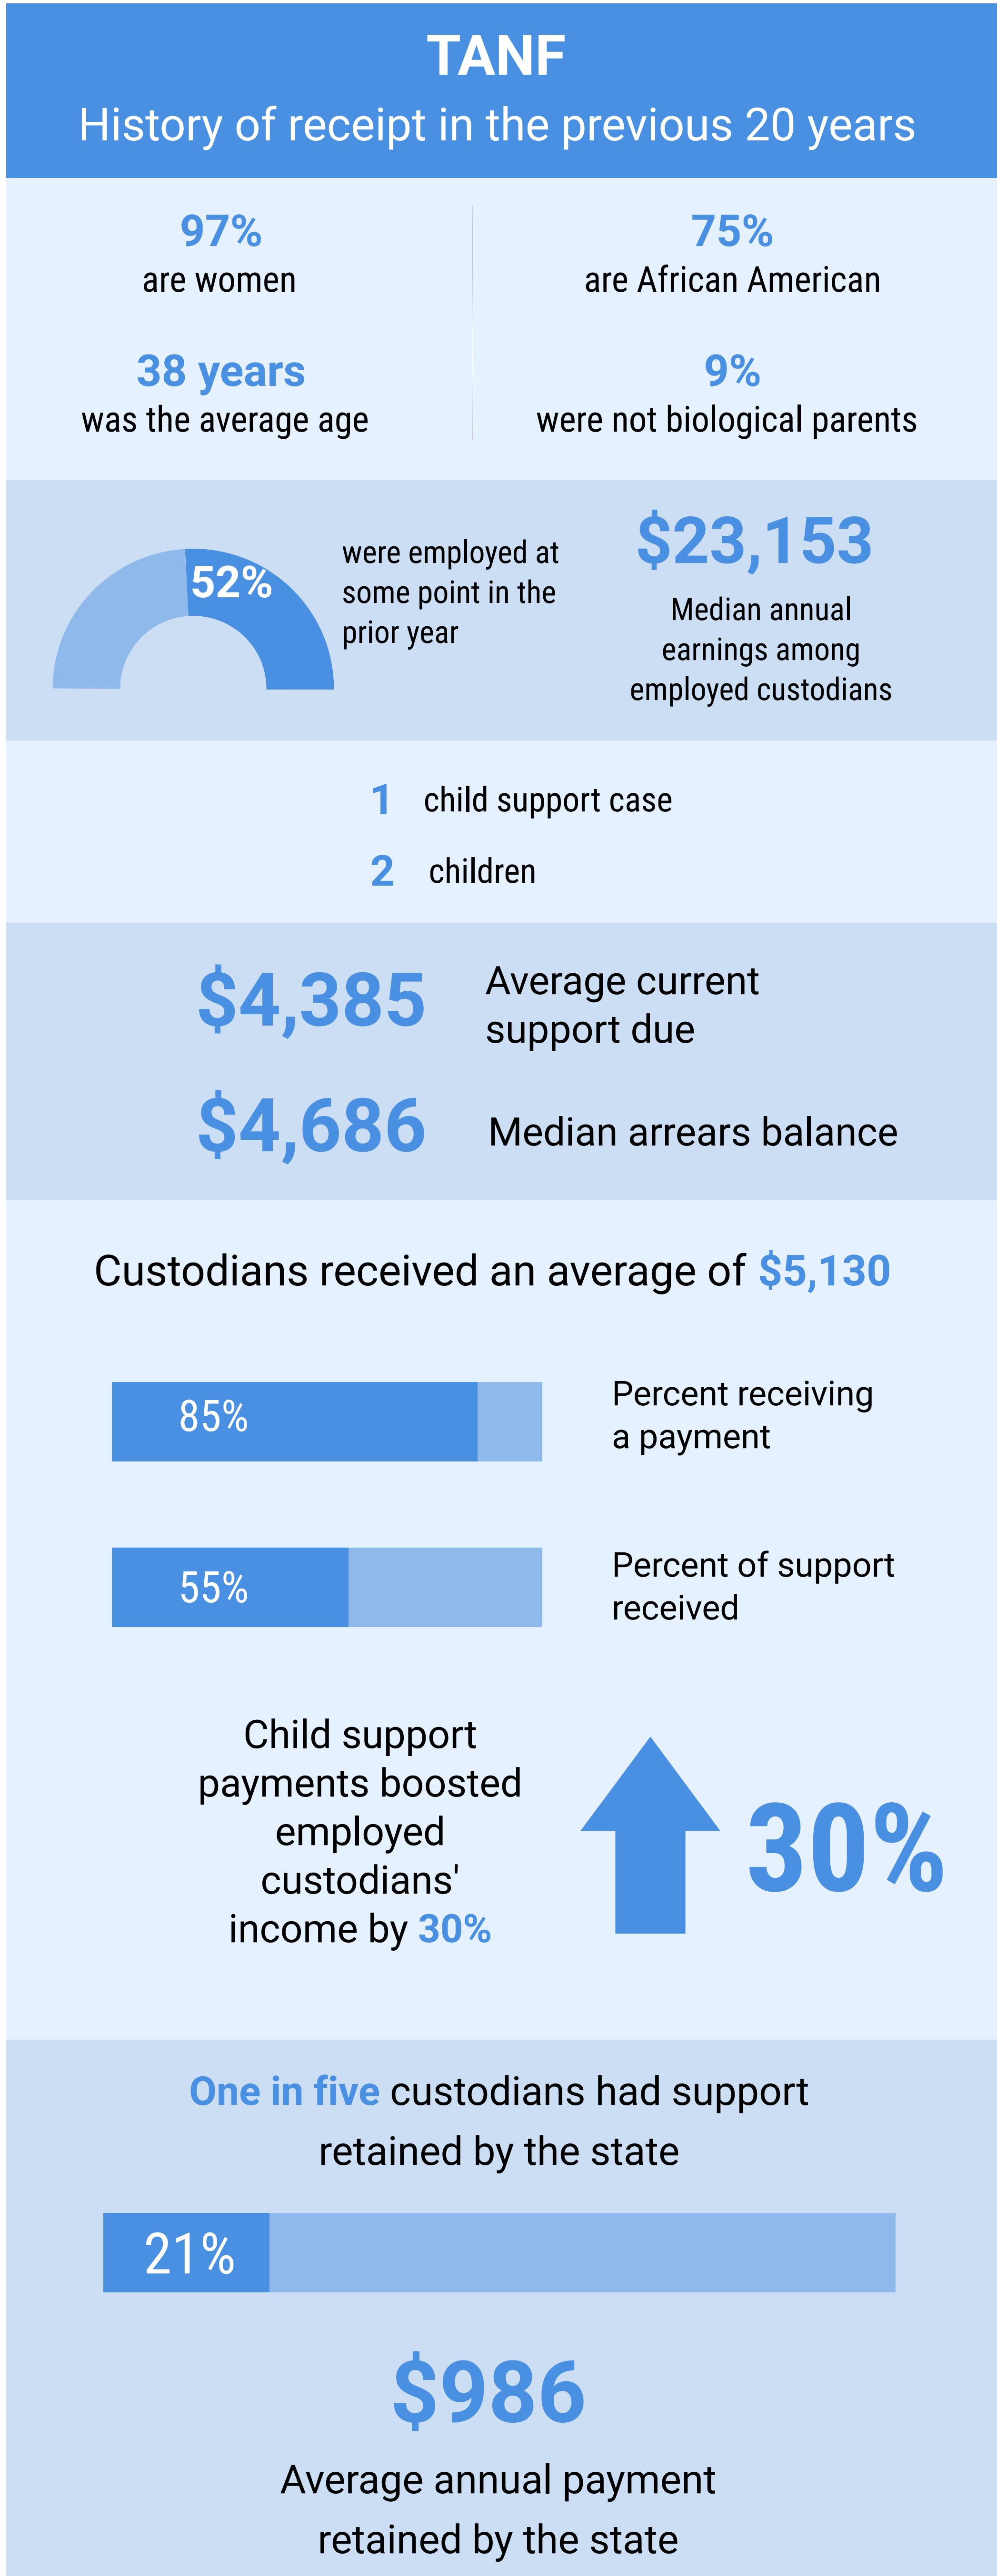 TANF
History of receipt in the previous 20 years
97%
are women
75%
are African American
38 years
was the average age
9%
were not biological parents
52%
were employed at
some point in the
prior year
$23,153
Median annual
earnings among
employed custodians
1 child support case
2 children
$4,385
Average current
support due
$4,686 Median arrears balance
Custodians received an average of $5,130
85%
Percent receiving
a payment
55%
Percent of support
received
Child support
payments boosted
employed
custodians'
income by 30%
30%
One in five custodians had support
retained by the state
21%
$986
Average annual payment
retained by the state